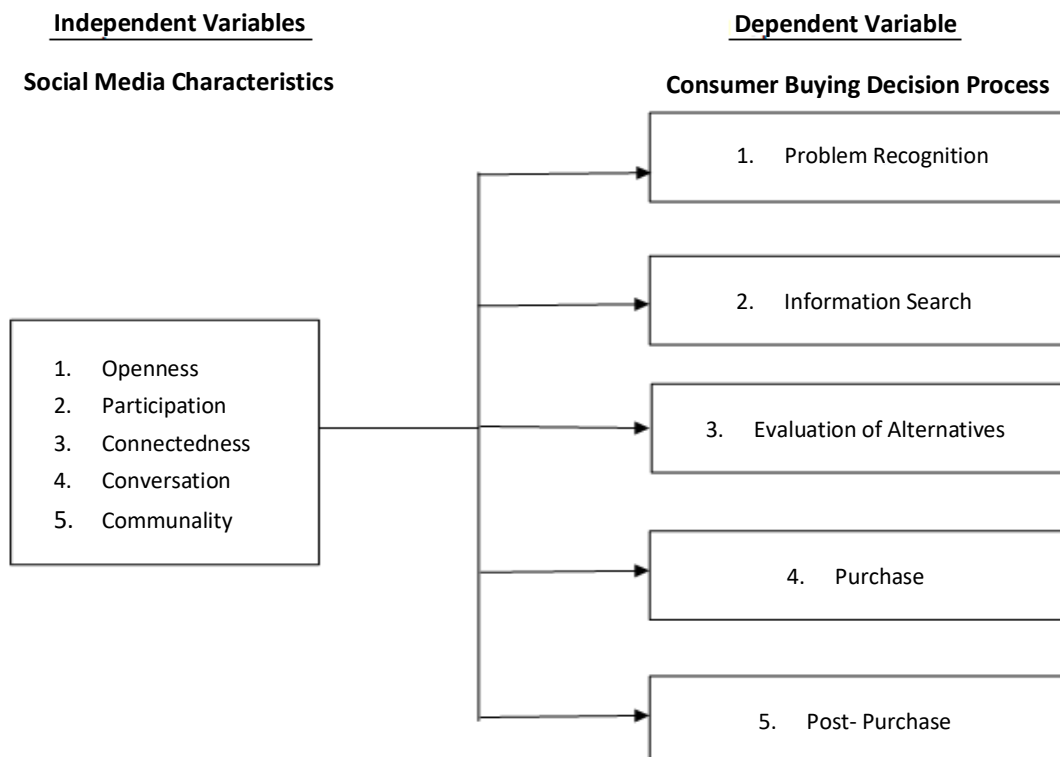 Independent Variables
Social Media Characteristics
1. Openness
2. Participation
3. Connectedness
4. Conversation
5. Communality
Dependent Variable
Consumer Buying Decision Process
1. Problem Recognition
2. Information Search
3. Evaluation of Alternatives
4. Purchase
5. Post- Purchase